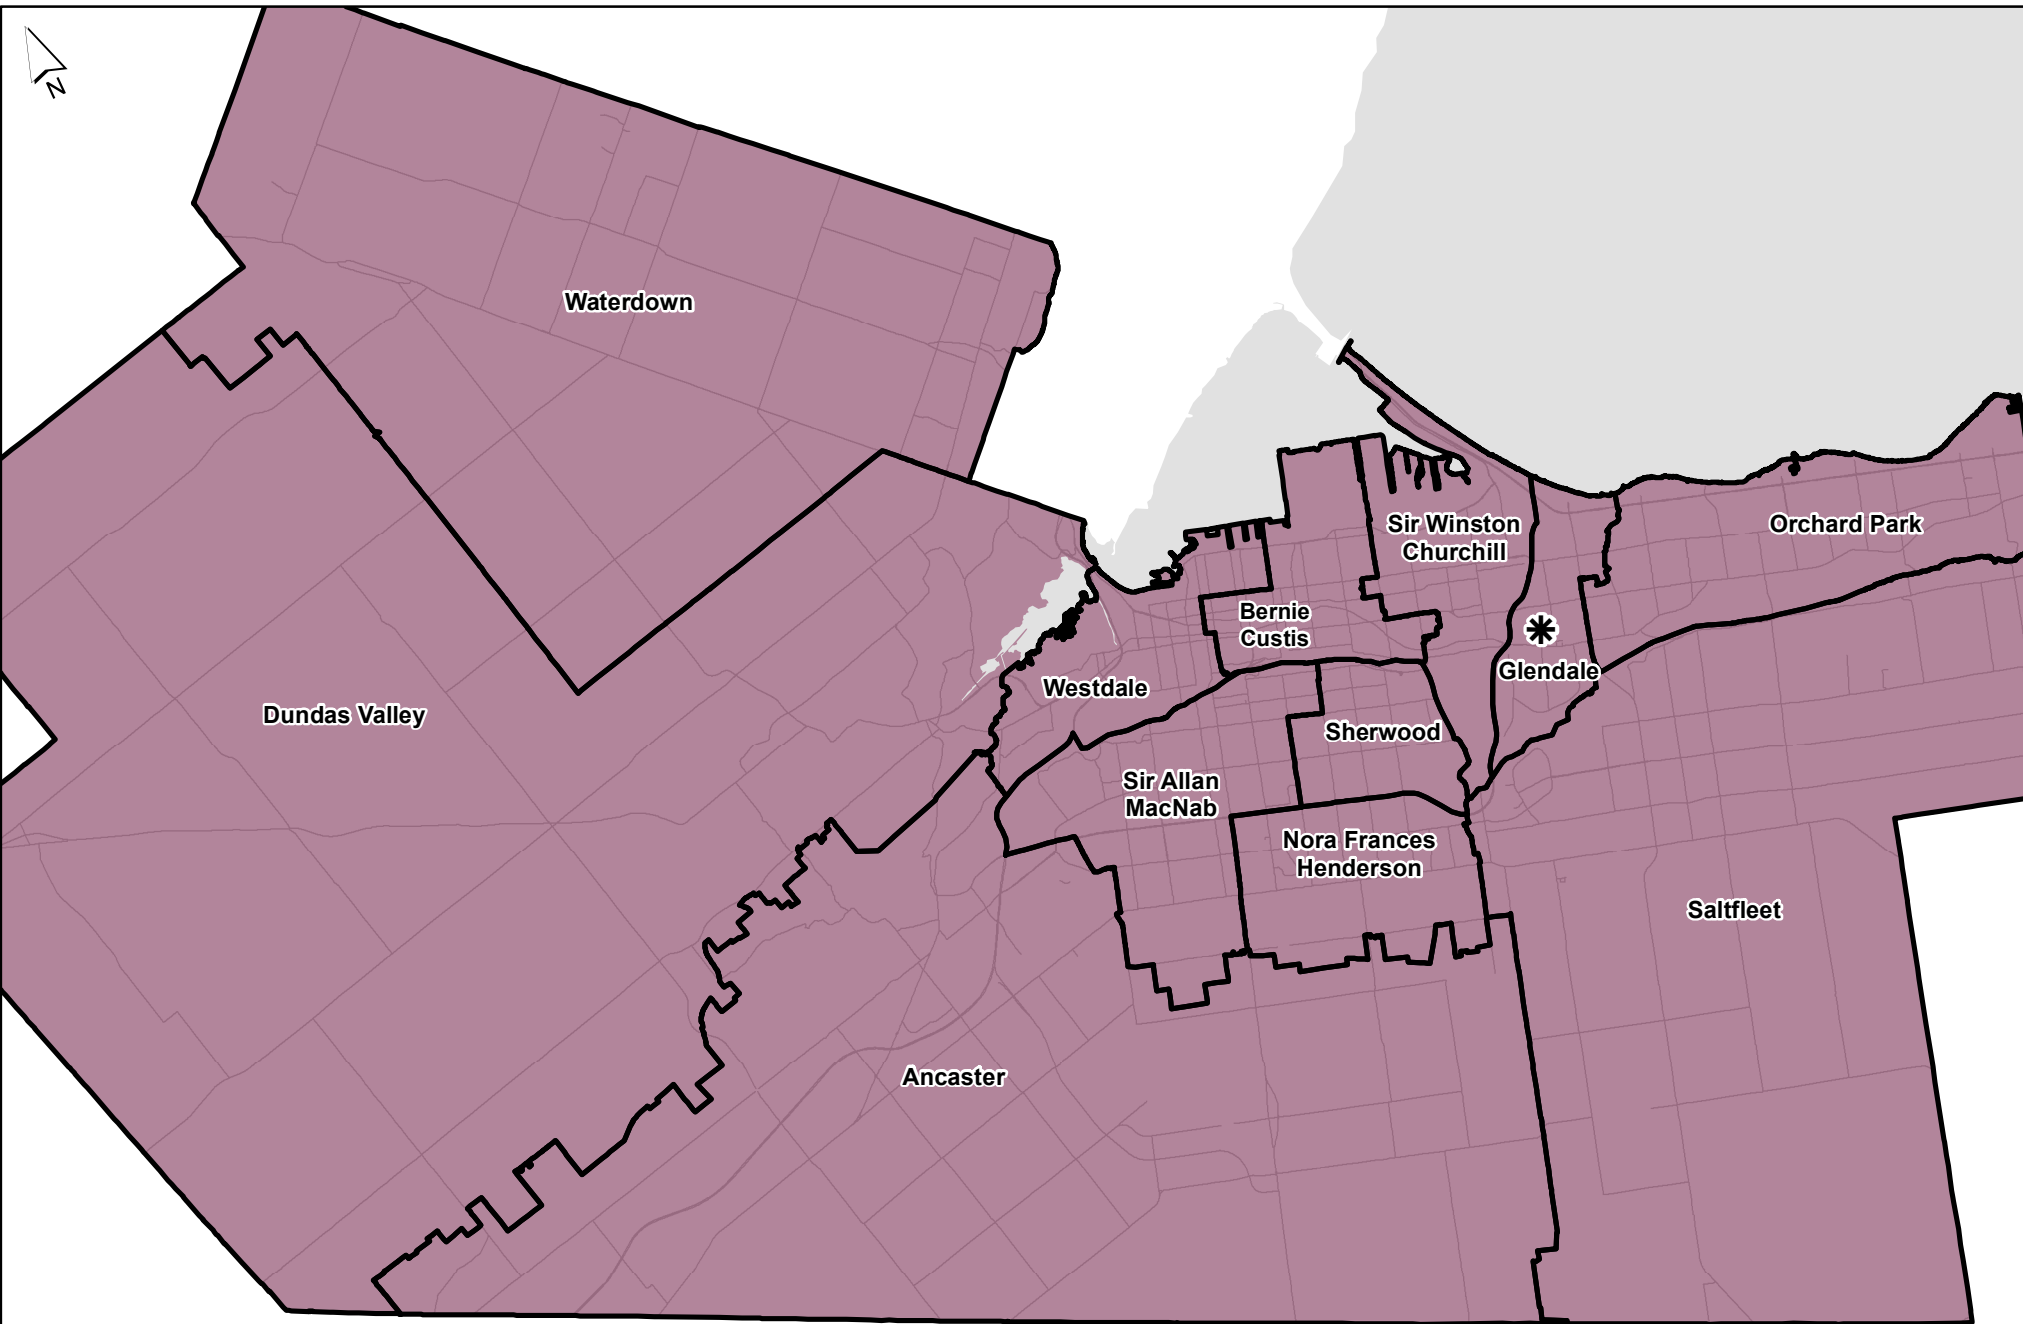 N
Waterdown
Sir Winston
Churchill
Orchard Park
Bernie
Custis
Glendale
Westdale
Dundas Valley
Sherwood
Sir Allan
MacNab
Nora Frances
Henderson
Saltfleet
Ancaster